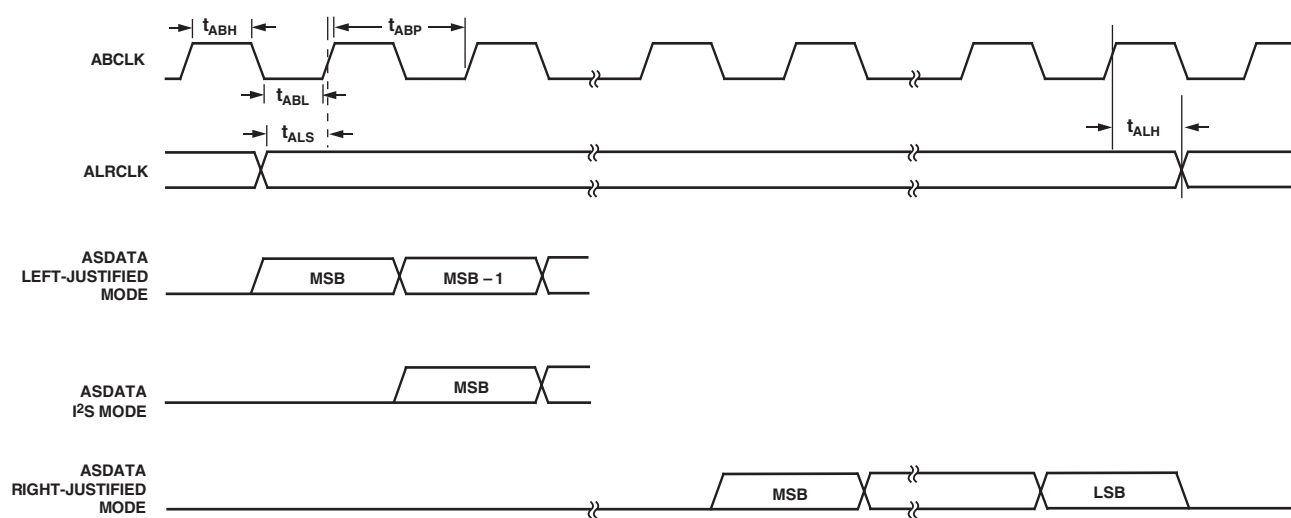 tABH
tABP
ABCLK
tABL
tALS
tALH
ALRCLK
ASDATA
LEFT-JUSTIFIED
MODE
MSB
MSB – 1
ASDATA
I²S MODE
MSB
ASDATA
RIGHT-JUSTIFIED
MODE
MSB
LSB